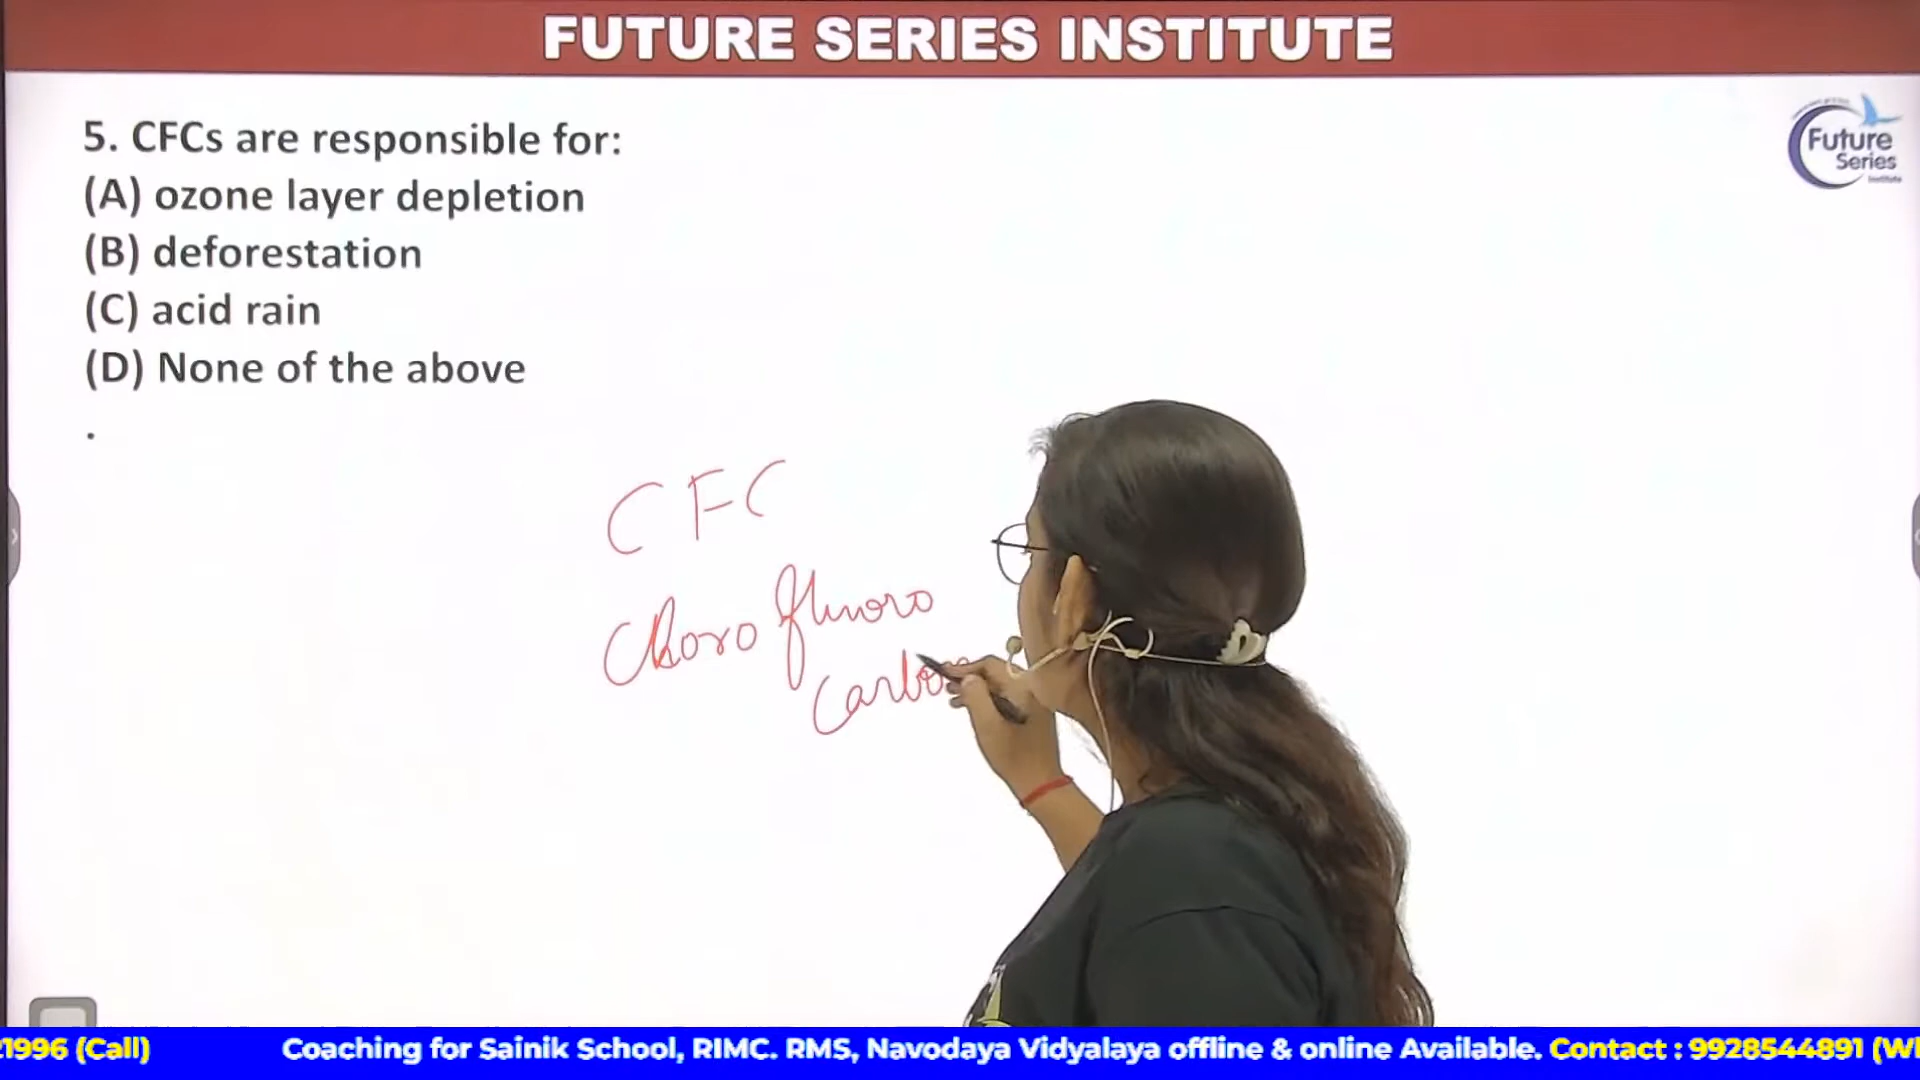 FUTURE SERIES INSTITUTE
Future
Series
Institute
5. CFCs are responsible for:
(A) ozone layer depletion
(B) deforestation
(C) acid rain
(D) None of the above
.
CFC
fluoro
1996 (Call) Coaching for Sainik School, RIMC. RMS, Navodaya Vidyalaya offline & online Available. Contact : 9928544891